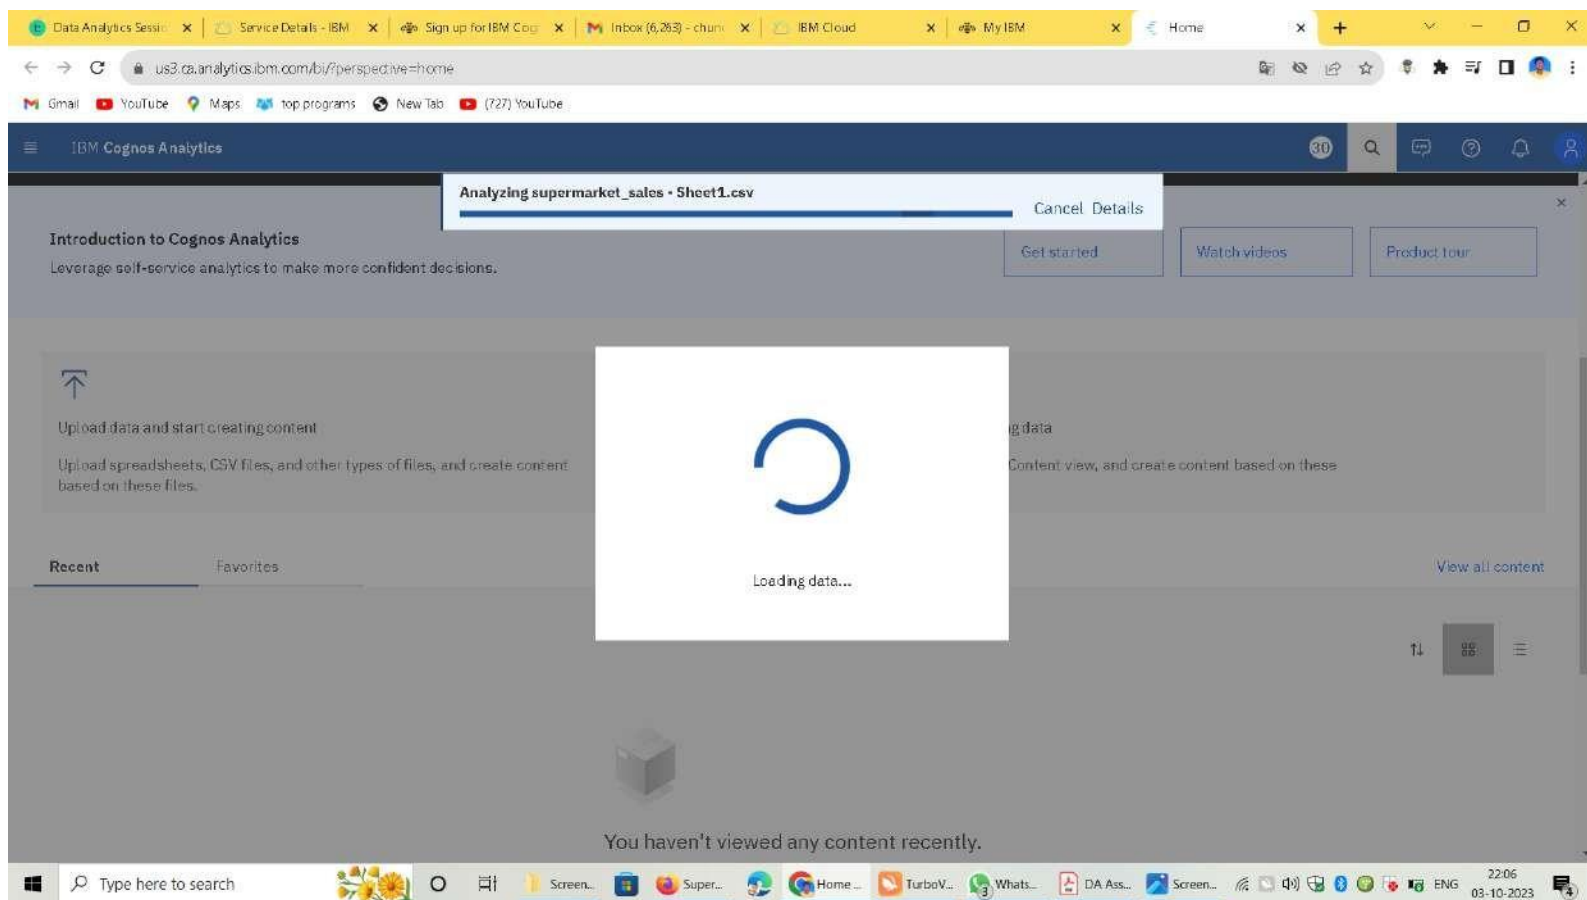 Data Analytics Sessio
Service Details - IBM
Sign up for IBM Cog
Inbox (6,263) - chun
IBM Cloud
My IBM
Home
us3.ca.analytics.ibm.com/bi/?perspective=home
Gmail
YouTube
Maps
top programs
New Tab
(727) YouTube
IBM Cognos Analytics
30
Analyzing supermarket_sales - Sheet1.csv
Cancel Details
Introduction to Cognos Analytics
Leverage self-service analytics to make more confident decisions.
Get started
Watch videos
Product tour
Upload data and start creating content
Upload spreadsheets, CSV files, and other types of files, and create content
based on these files.
g data
Content view, and create content based on these
Loading data...
Recent
Favorites
View all content
You haven't viewed any content recently.
Type here to search
Screen...
Super...
Home -
TurboV...
Whats...
3
DA Ass...
Screen...
ENG
22:06
03-10-2023
4